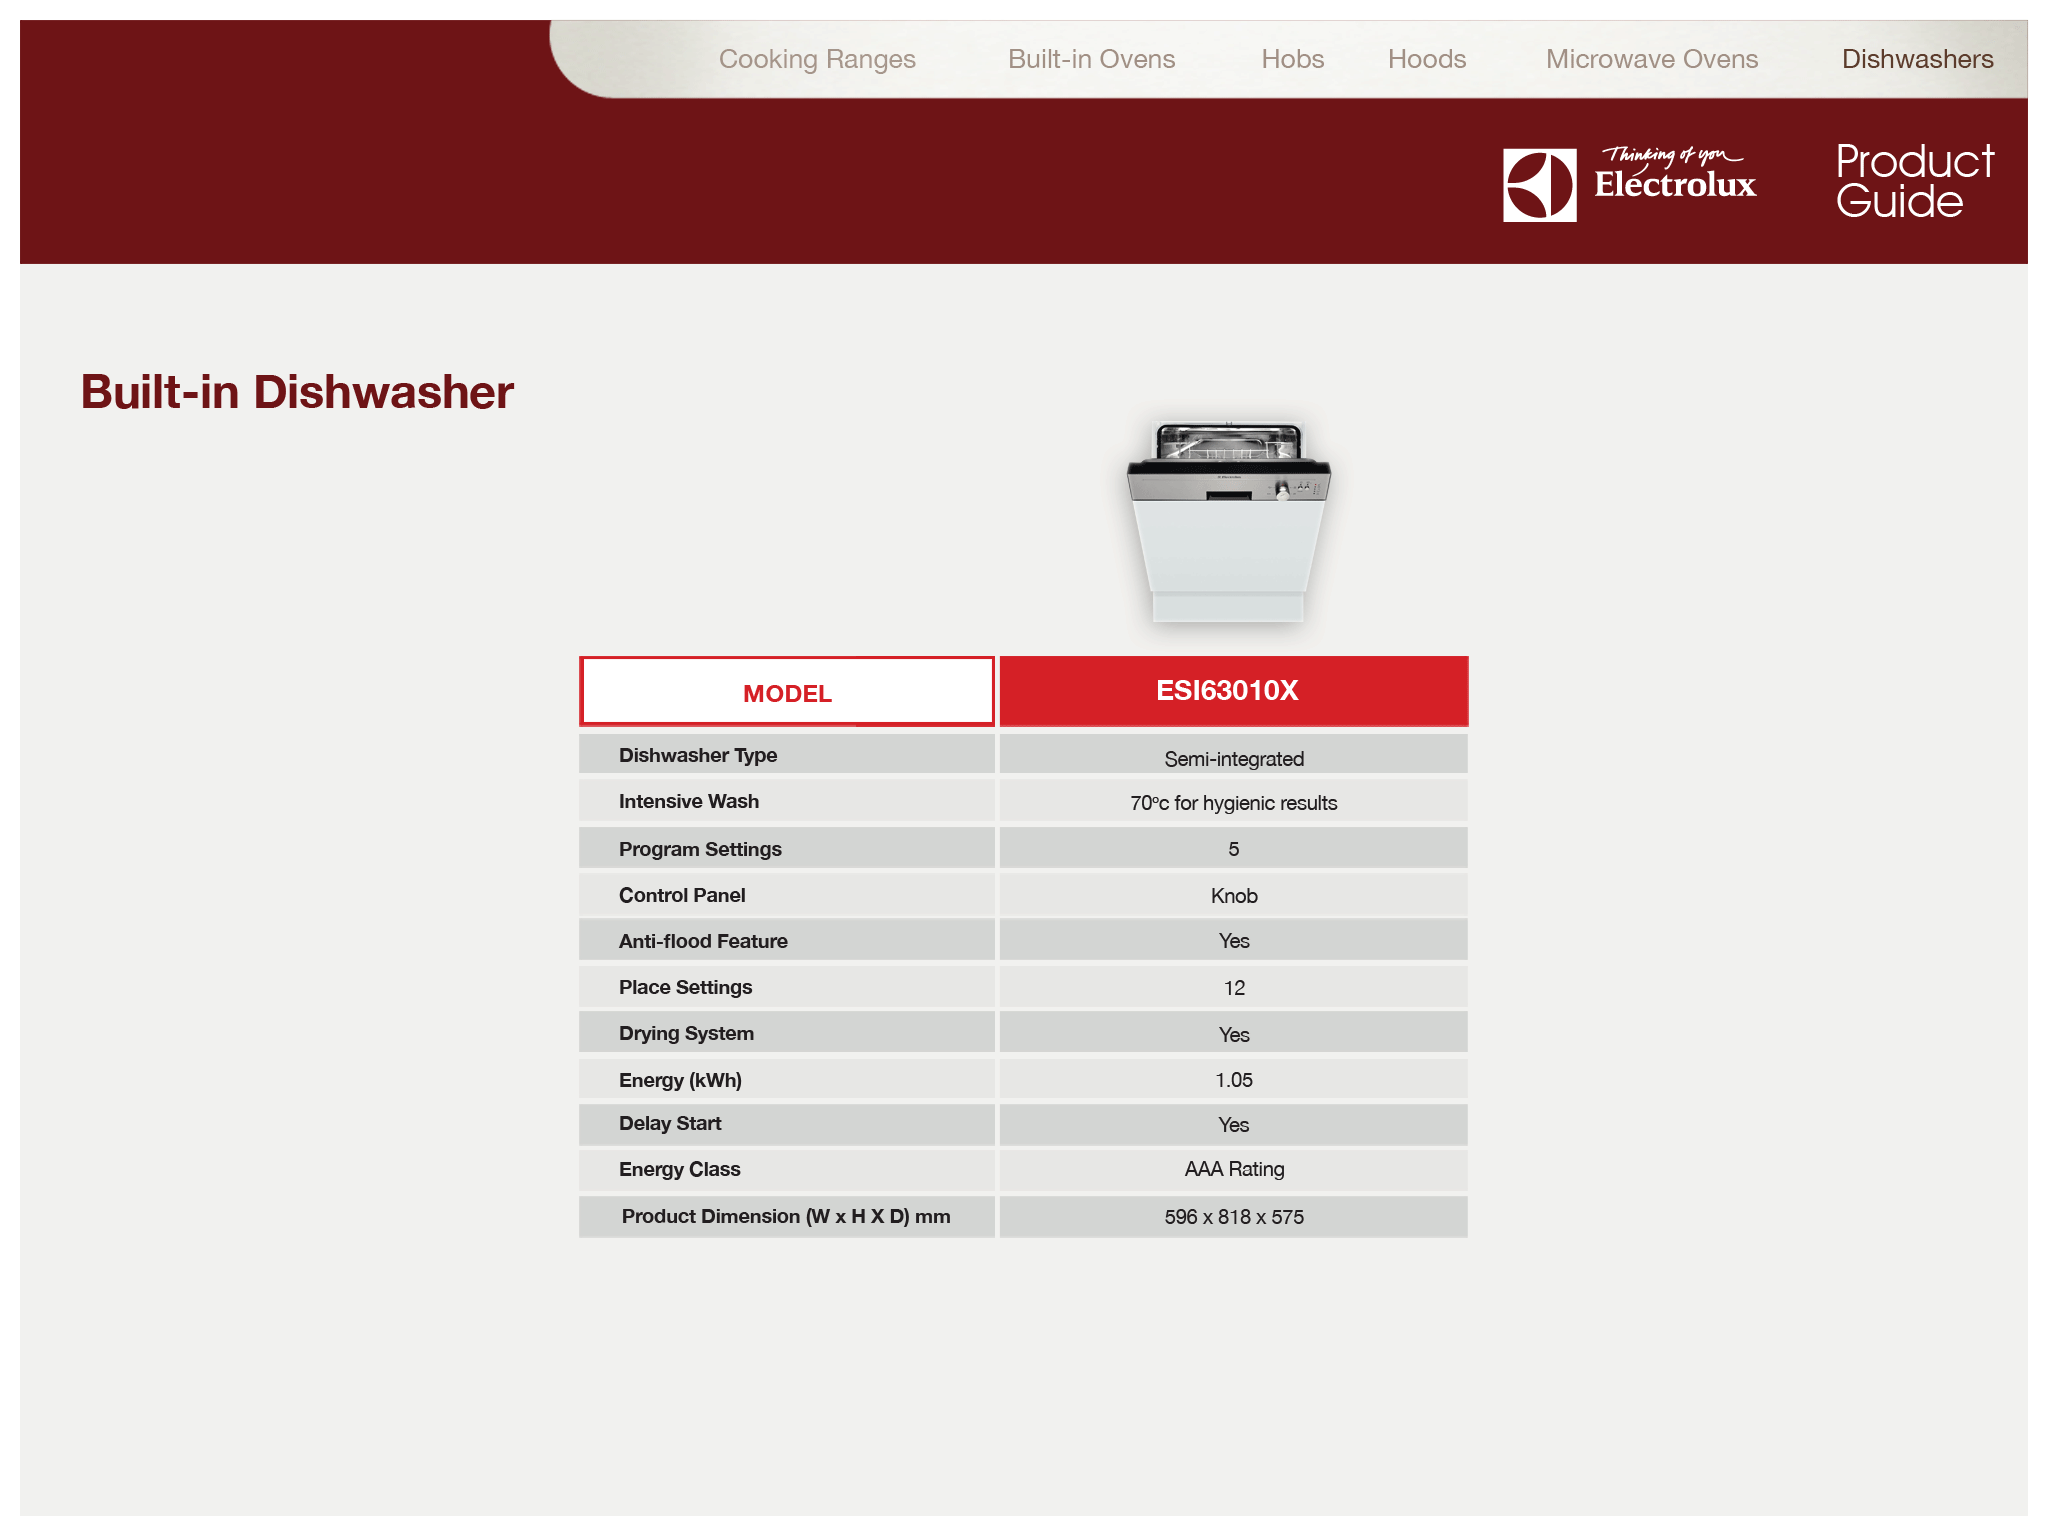 Cooking Ranges Built-in Ovens Hobs Hoods Microwave Ovens Dishwashers
Thinking of you
Electrolux
Product
Guide
Built-in Dishwasher
MODEL ESI63010X
Dishwasher Type Semi-integrated
Intensive Wash 70ºc for hygienic results
Program Settings 5
Control Panel Knob
Anti-flood Feature Yes
Place Settings 12
Drying System Yes
Energy (kWh) 1.05
Delay Start Yes
Energy Class AAA Rating
Product Dimension (W x H X D) mm 596 x 818 x 575